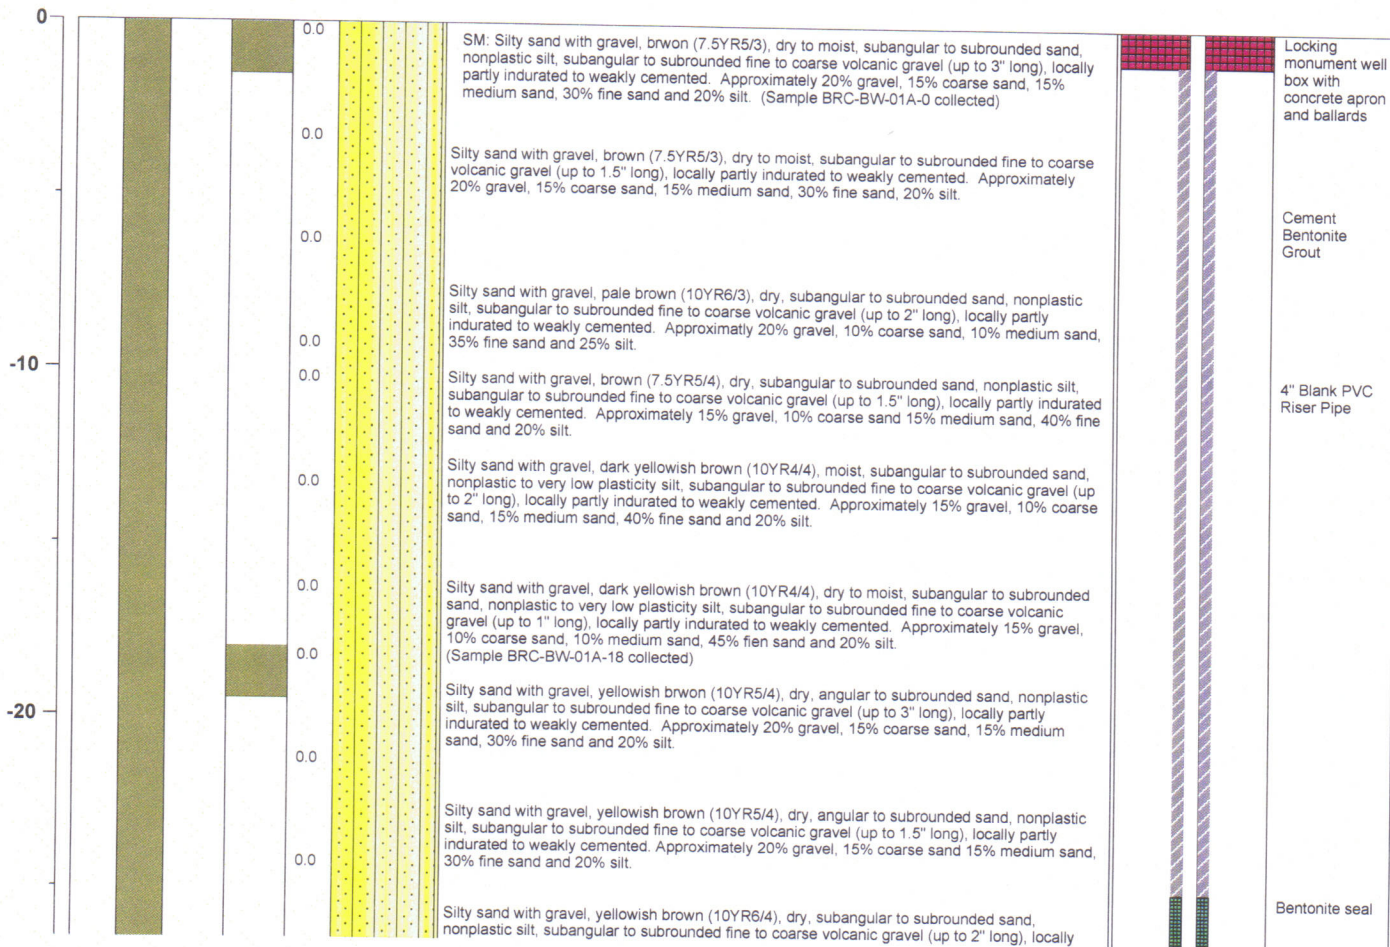 0
0.0
SM: Silty sand with gravel, brwon (7.5YR5/3), dry to moist, subangular to subrounded sand,
nonplastic silt, subangular to subrounded fine to coarse volcanic gravel (up to 3" long), locally
partly indurated to weakly cemented. Approximately 20% gravel, 15% coarse sand, 15%
medium sand, 30% fine sand and 20% silt. (Sample BRC-BW-01A-0 collected)
Locking
monument well
box with
concrete apron
and ballards
0.0
Silty sand with gravel, brown (7.5YR5/3), dry to moist, subangular to subrounded fine to coarse
volcanic gravel (up to 1.5" long), locally partly indurated to weakly cemented. Approximately
20% gravel, 15% coarse sand, 15% medium sand, 30% fine sand, 20% silt.
0.0
Cement
Bentonite
Grout
Silty sand with gravel, pale brown (10YR6/3), dry, subangular to subrounded sand, nonplastic
silt, subangular to subrounded fine to coarse volcanic gravel (up to 2" long), locally partly
indurated to weakly cemented. Approximatly 20% gravel, 10% coarse sand, 10% medium sand,
35% fine sand and 25% silt.
0.0
-10
0.0
Silty sand with gravel, brown (7.5YR5/4), dry, subangular to subrounded sand, nonplastic silt,
subangular to subrounded fine to coarse volcanic gravel (up to 1.5" long), locally partly indurated
to weakly cemented. Approximately 15% gravel, 10% coarse sand 15% medium sand, 40% fine
sand and 20% silt.
4" Blank PVC
Riser Pipe
0.0
Silty sand with gravel, dark yellowish brown (10YR4/4), moist, subangular to subrounded sand,
nonplastic to very low plasticity silt, subangular to subrounded fine to coarse volcanic gravel (up
to 2" long), locally partly indurated to weakly cemented. Approximately 15% gravel, 10% coarse
sand, 15% medium sand, 40% fine sand and 20% silt.
0.0
Silty sand with gravel, dark yellowish brown (10YR4/4), dry to moist, subangular to subrounded
sand, nonplastic to very low plasticity silt, subangular to subrounded fine to coarse volcanic
gravel (up to 1" long), locally partly indurated to weakly cemented. Approximately 15% gravel,
10% coarse sand, 10% medium sand, 45% fien sand and 20% silt.
(Sample BRC-BW-01A-18 collected)
0.0
-20
Silty sand with gravel, yellowish brwon (10YR5/4), dry, angular to subrounded sand, nonplastic
silt, subangular to subrounded fine to coarse volcanic gravel (up to 3" long), locally partly
indurated to weakly cemented. Approximately 20% gravel, 15% coarse sand, 15% medium
sand, 30% fine sand and 20% silt.
0.0
Silty sand with gravel, yellowish brown (10YR5/4), dry, angular to subrounded sand, nonplastic
silt, subangular to subrounded fine to coarse volcanic gravel (up to 1.5" long), locally partly
indurated to weakly cemented. Approximately 20% gravel, 15% coarse sand 15% medium sand,
30% fine sand and 20% silt.
0.0
Silty sand with gravel, yellowish brown (10YR6/4), dry, subangular to subrounded sand,
nonplastic silt, subangular to subrounded fine to coarse volcanic gravel (up to 2" long), locally
Bentonite seal